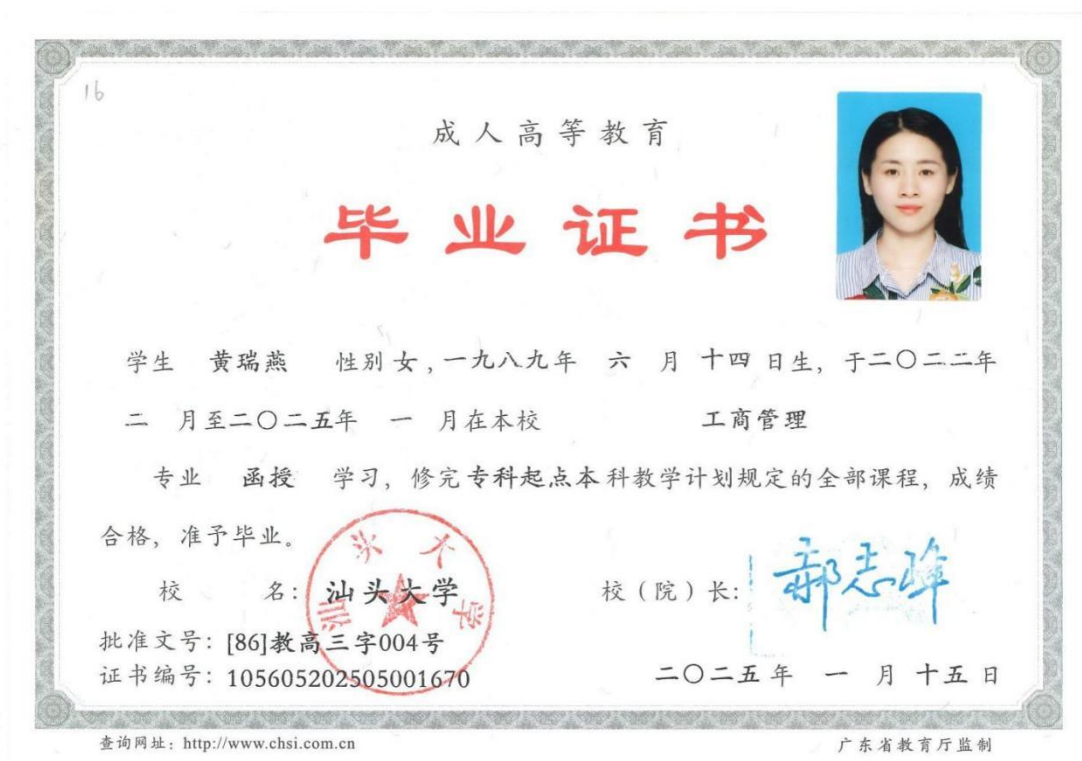 16
成人高等教育
毕业证书
学生 黄瑞燕 性别女,一九八九年 六 月 十四 日生, 于二〇二二年
二 月至二〇二五年 一 月在本校 工商管理
专业 函授 学习, 修完专科起点本科教学计划规定的全部课程, 成绩
合格, 准予毕业。
汕头大学
校 名: 汕头大学 校(院)长: 郝志峰
批准文号: [86]教高三字004号
证书编号: 105605202505001670 二〇二五年 一 月 十五 日
查询网址: http://www.chsi.com.cn 广东省教育厅监制